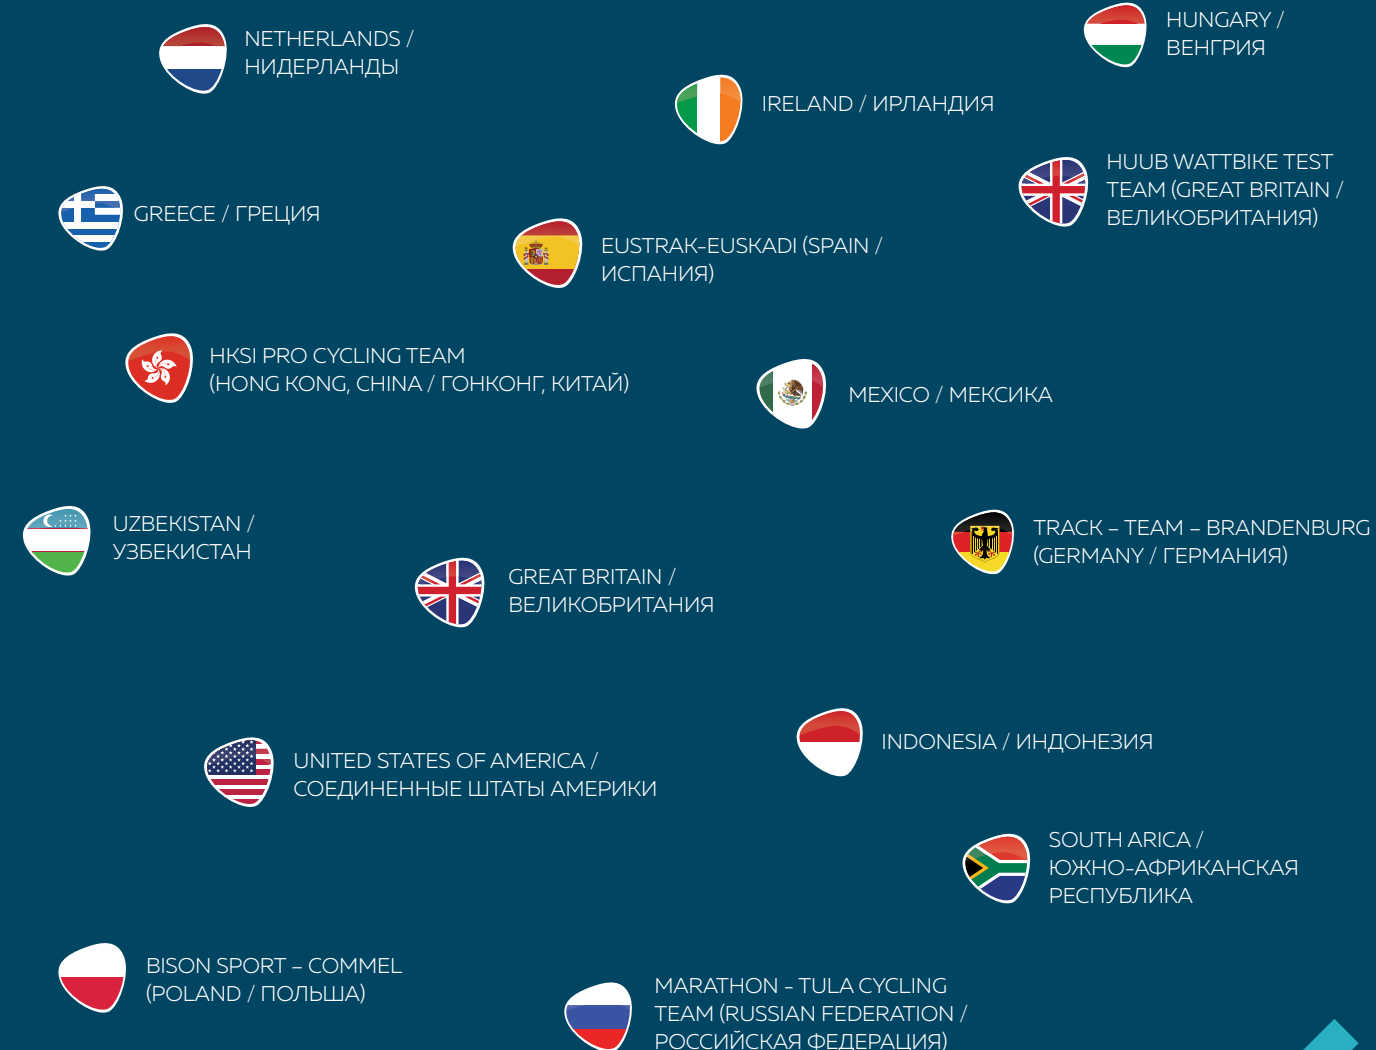 NETHERLANDS /
НИДЕРЛАНДЫ
HUNGARY /
ВЕНГРИЯ
IRELAND / ИРЛАНДИЯ
HUUB WATTBIKE TEST
TEAM (GREAT BRITAIN /
ВЕЛИКОБРИТАНИЯ)
GREECE / ГРЕЦИЯ
EUSTRAK-EUSKADI (SPAIN /
ИСПАНИЯ)
HKSI PRO CYCLING TEAM
(HONG KONG, CHINA / ГОНКОНГ, КИТАЙ)
MEXICO / МЕКСИКА
UZBEKISTAN /
УЗБЕКИСТАН
TRACK – TEAM – BRANDENBURG
(GERMANY / ГЕРМАНИЯ)
GREAT BRITAIN /
ВЕЛИКОБРИТАНИЯ
UNITED STATES OF AMERICA /
СОЕДИНЕННЫЕ ШТАТЫ АМЕРИКИ
INDONESIA / ИНДОНЕЗИЯ
SOUTH ARICA /
ЮЖНО-АФРИКАНСКАЯ
РЕСПУБЛИКА
BISON SPORT – COMMEL
(POLAND / ПОЛЬША)
MARATHON - TULA CYCLING
TEAM (RUSSIAN FEDERATION /
РОССИЙСКАЯ ФЕДЕРАЦИЯ)